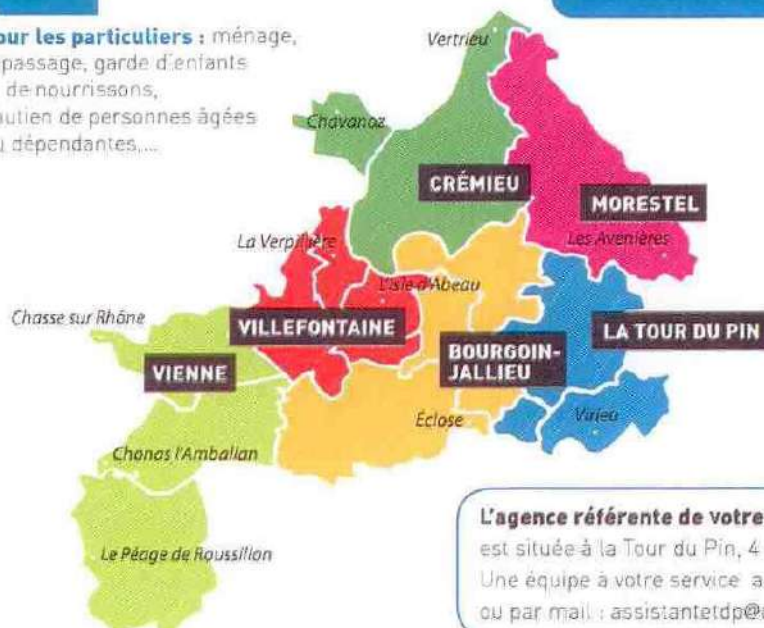 our les particuliers : ménage,
passage, garde d'enfants
de nourrissons,
utien de personnes âgées
dépendantes,...
Vertrieu
Chavanoz
CRÉMIEU
MORESTEL
Les Avenières
La Verpillière
L'Isle d'Abeau
Chasse sur Rhône
VILLEFONTAINE
LA TOUR DU PIN
VIENNE
BOURGOIN-
JALLIEU
Éclose
Virieu
Chonas l'Amballan
Le Péage de Roussillon
L'agence référente de votre
est située à la Tour du Pin, 4
Une équipe à votre service a
ou par mail : assistantetdp@